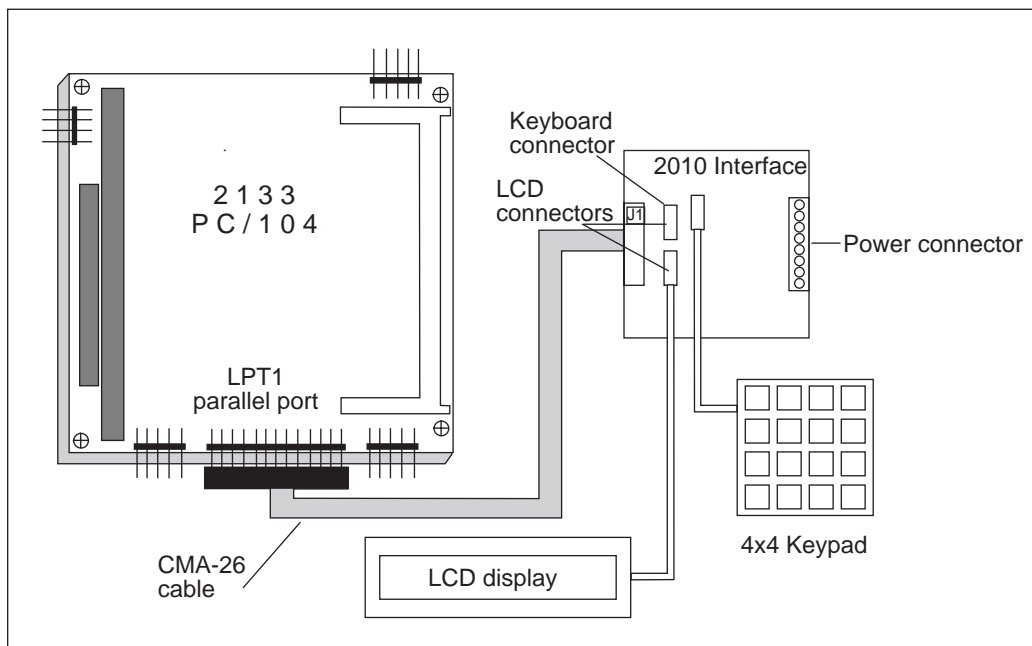 Keyboard
connector
2010 Interface
LCD
connectors
J1
2 1 3 3
P C / 1 0 4
Power connector
LPT1
parallel port
4x4 Keypad
CMA-26
cable
LCD display